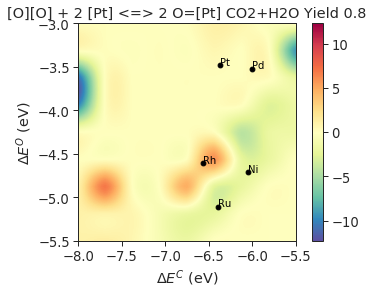 [O][O] + 2 [Pt] <=> 2 O=[Pt] CO2+H2O Yield 0.8
−3.0
−3.5
−4.0
−4.5
−5.0
−5.5
ΔE^O (eV)
Pt
Pd
Rh
Ni
Ru
10
5
0
−5
−10
−8.0 −7.5 −7.0 −6.5 −6.0 −5.5
ΔE^C (eV)